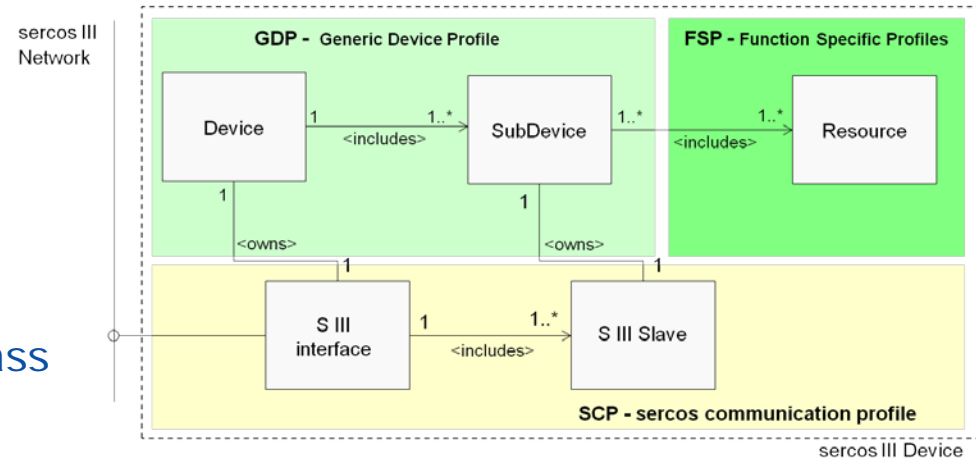 sercos III
Network
GDP - Generic Device Profile
FSP - Function Specific Profiles
Device
1
1..*
<includes>
SubDevice
1..*
1..*
<includes>
Resource
1
<owns>
1
1
<owns>
1
S III
interface
1
1..*
<includes>
S III Slave
ass
SCP - sercos communication profile
sercos III Device